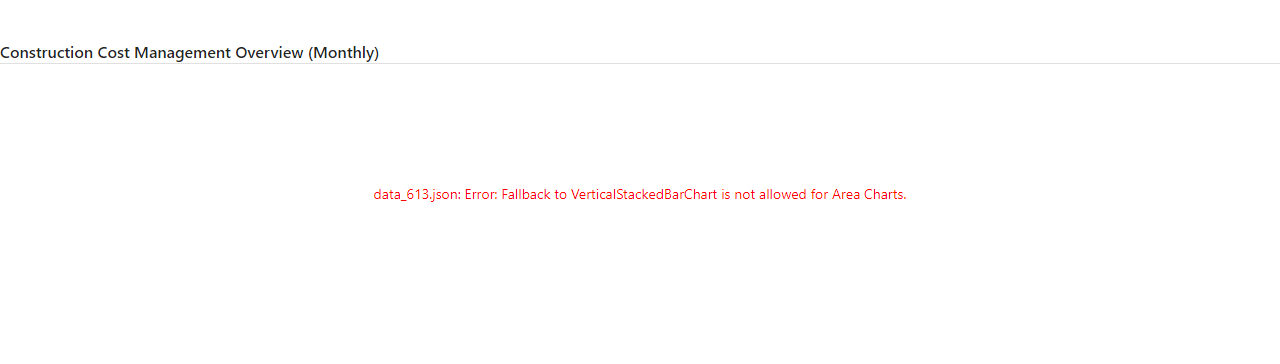 Construction Cost Management Overview (Monthly)
data_613.json: Error: Fallback to VerticalStackedBarChart is not allowed for Area Charts.